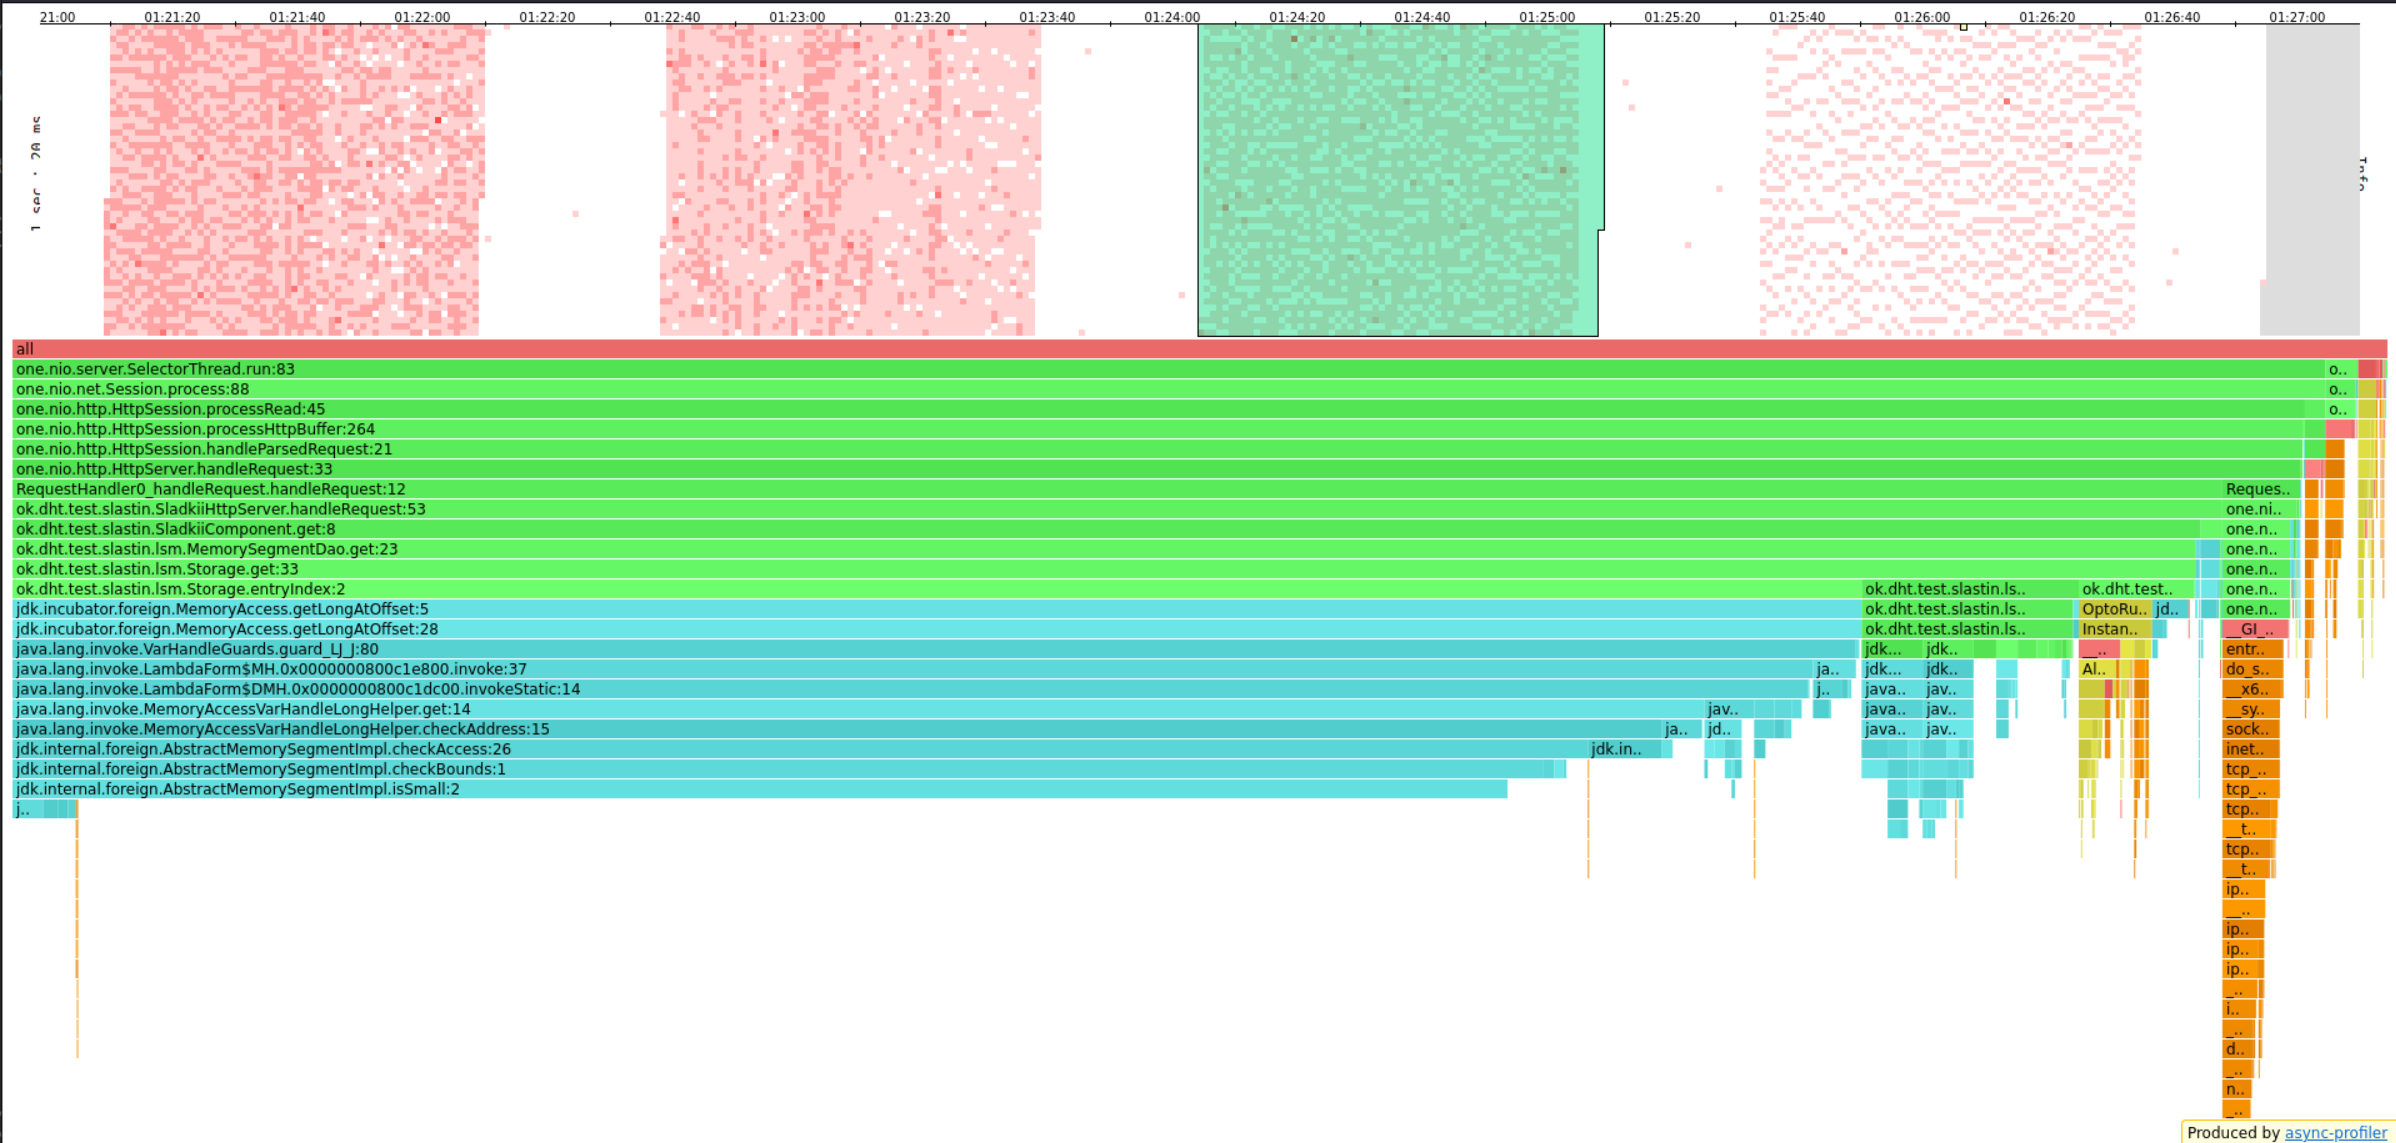 21:00 01:21:20 01:21:40 01:22:00 01:22:20 01:22:40 01:23:00 01:23:20 01:23:40 01:24:00 01:24:20 01:24:40 01:25:00 01:25:20 01:25:40 01:26:00 01:26:20 01:26:40 01:27:00
1 sec · 20 ms
all
one.nio.server.SelectorThread.run:83 o..
one.nio.net.Session.process:88 o..
one.nio.http.HttpSession.processRead:45 o..
one.nio.http.HttpSession.processHttpBuffer:264
one.nio.http.HttpSession.handleParsedRequest:21
one.nio.http.HttpServer.handleRequest:33
RequestHandler0_handleRequest.handleRequest:12 Reques..
ok.dht.test.slastin.SladkiiHttpServer.handleRequest:53 one.ni..
ok.dht.test.slastin.SladkiiComponent.get:8 one.n..
ok.dht.test.slastin.lsm.MemorySegmentDao.get:23 one.n..
ok.dht.test.slastin.lsm.Storage.get:33 one.n..
ok.dht.test.slastin.lsm.Storage.entryIndex:2 ok.dht.test.slastin.ls.. ok.dht.test.. one.n..
jdk.incubator.foreign.MemoryAccess.getLongAtOffset:5 ok.dht.test.slastin.ls.. OptoRu.. jd.. one.n..
jdk.incubator.foreign.MemoryAccess.getLongAtOffset:28 ok.dht.test.slastin.ls.. Instan.. __GI_..
java.lang.invoke.VarHandleGuards.guard_LJ_J:80 jdk... jdk.. __.. entr..
java.lang.invoke.LambdaForm$MH.0x0000000800c1e800.invoke:37 ja.. jdk... jdk.. Al.. do_s..
java.lang.invoke.LambdaForm$DMH.0x0000000800c1dc00.invokeStatic:14 j.. java.. jav.. __x6..
java.lang.invoke.MemoryAccessVarHandleLongHelper.get:14 jav.. java.. jav.. __sy..
java.lang.invoke.MemoryAccessVarHandleLongHelper.checkAddress:15 ja.. jd.. java.. jav.. sock..
jdk.internal.foreign.AbstractMemorySegmentImpl.checkAccess:26 jdk.in.. inet..
jdk.internal.foreign.AbstractMemorySegmentImpl.checkBounds:1 tcp_..
jdk.internal.foreign.AbstractMemorySegmentImpl.isSmall:2 tcp_..
j.. tcp..
__t..
tcp..
__t..
ip..
__..
ip..
ip..
ip..
_..
i..
_..
d..
_..
n..
_..
Produced by async-profiler